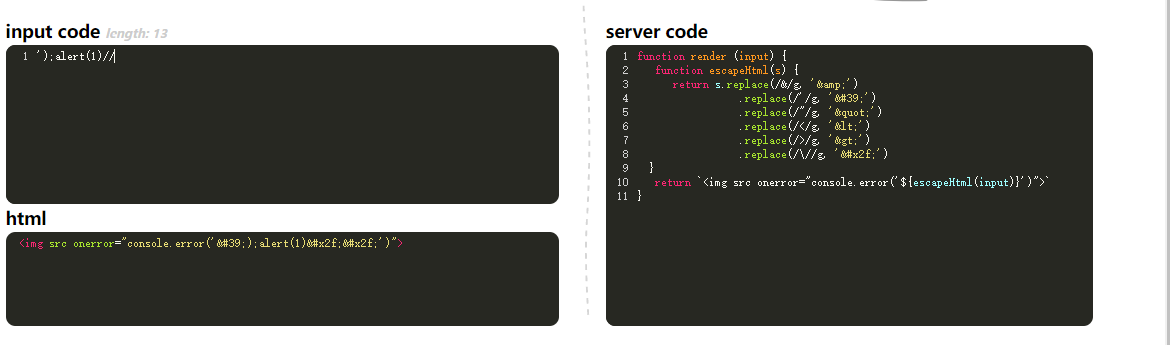 input code length: 13
1 ');alert(1)//
html
<img src onerror="console.error('&#39;);alert(1)&#x2f;&#x2f;')">
server code
1 function render (input) {
2 function escapeHtml(s) {
3 return s.replace(/&/g, '&amp;')
4 .replace(/'/g, '&#39;')
5 .replace(/"/g, '&quot;')
6 .replace(/</g, '&lt;')
7 .replace(/>/g, '&gt;')
8 .replace(/\//g, '&#x2f;')
9 }
10 return `<img src onerror="console.error('${escapeHtml(input)}')">`
11 }